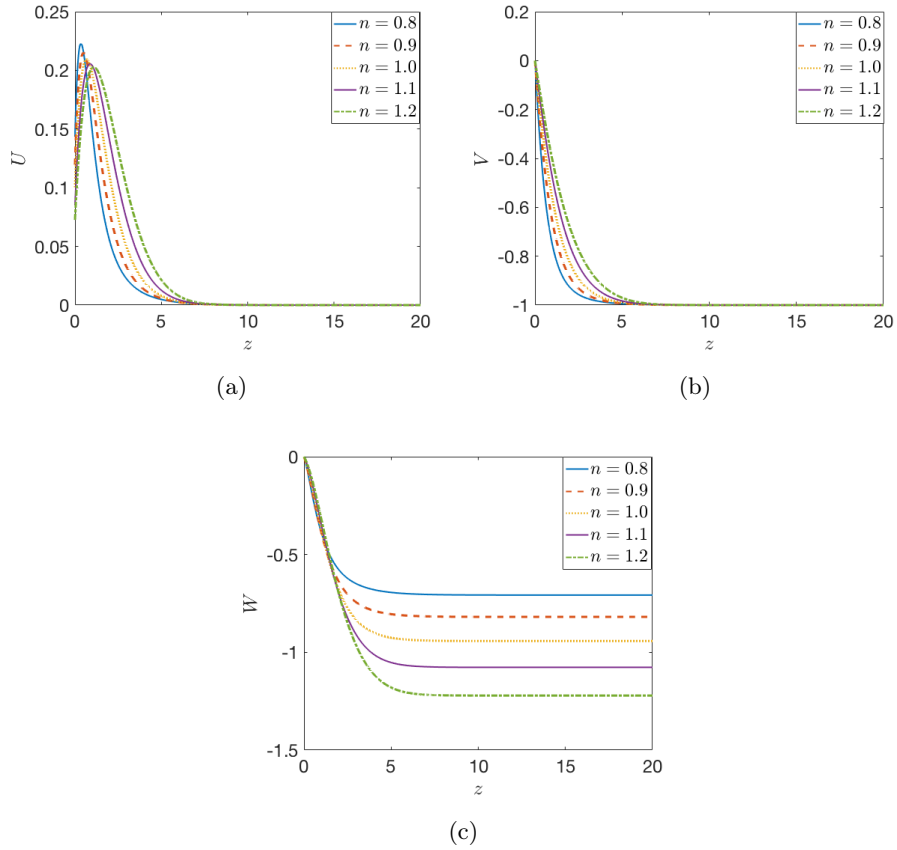 0.25
0.2
0.15
0.1
0.05
0
U
0
5
10
15
20
z
n = 0.8
n = 0.9
n = 1.0
n = 1.1
n = 1.2
(a)
0.2
0
-0.2
-0.4
-0.6
-0.8
-1
V
0
5
10
15
20
z
n = 0.8
n = 0.9
n = 1.0
n = 1.1
n = 1.2
(b)
0
-0.5
-1
-1.5
W
0
5
10
15
20
z
n = 0.8
n = 0.9
n = 1.0
n = 1.1
n = 1.2
(c)